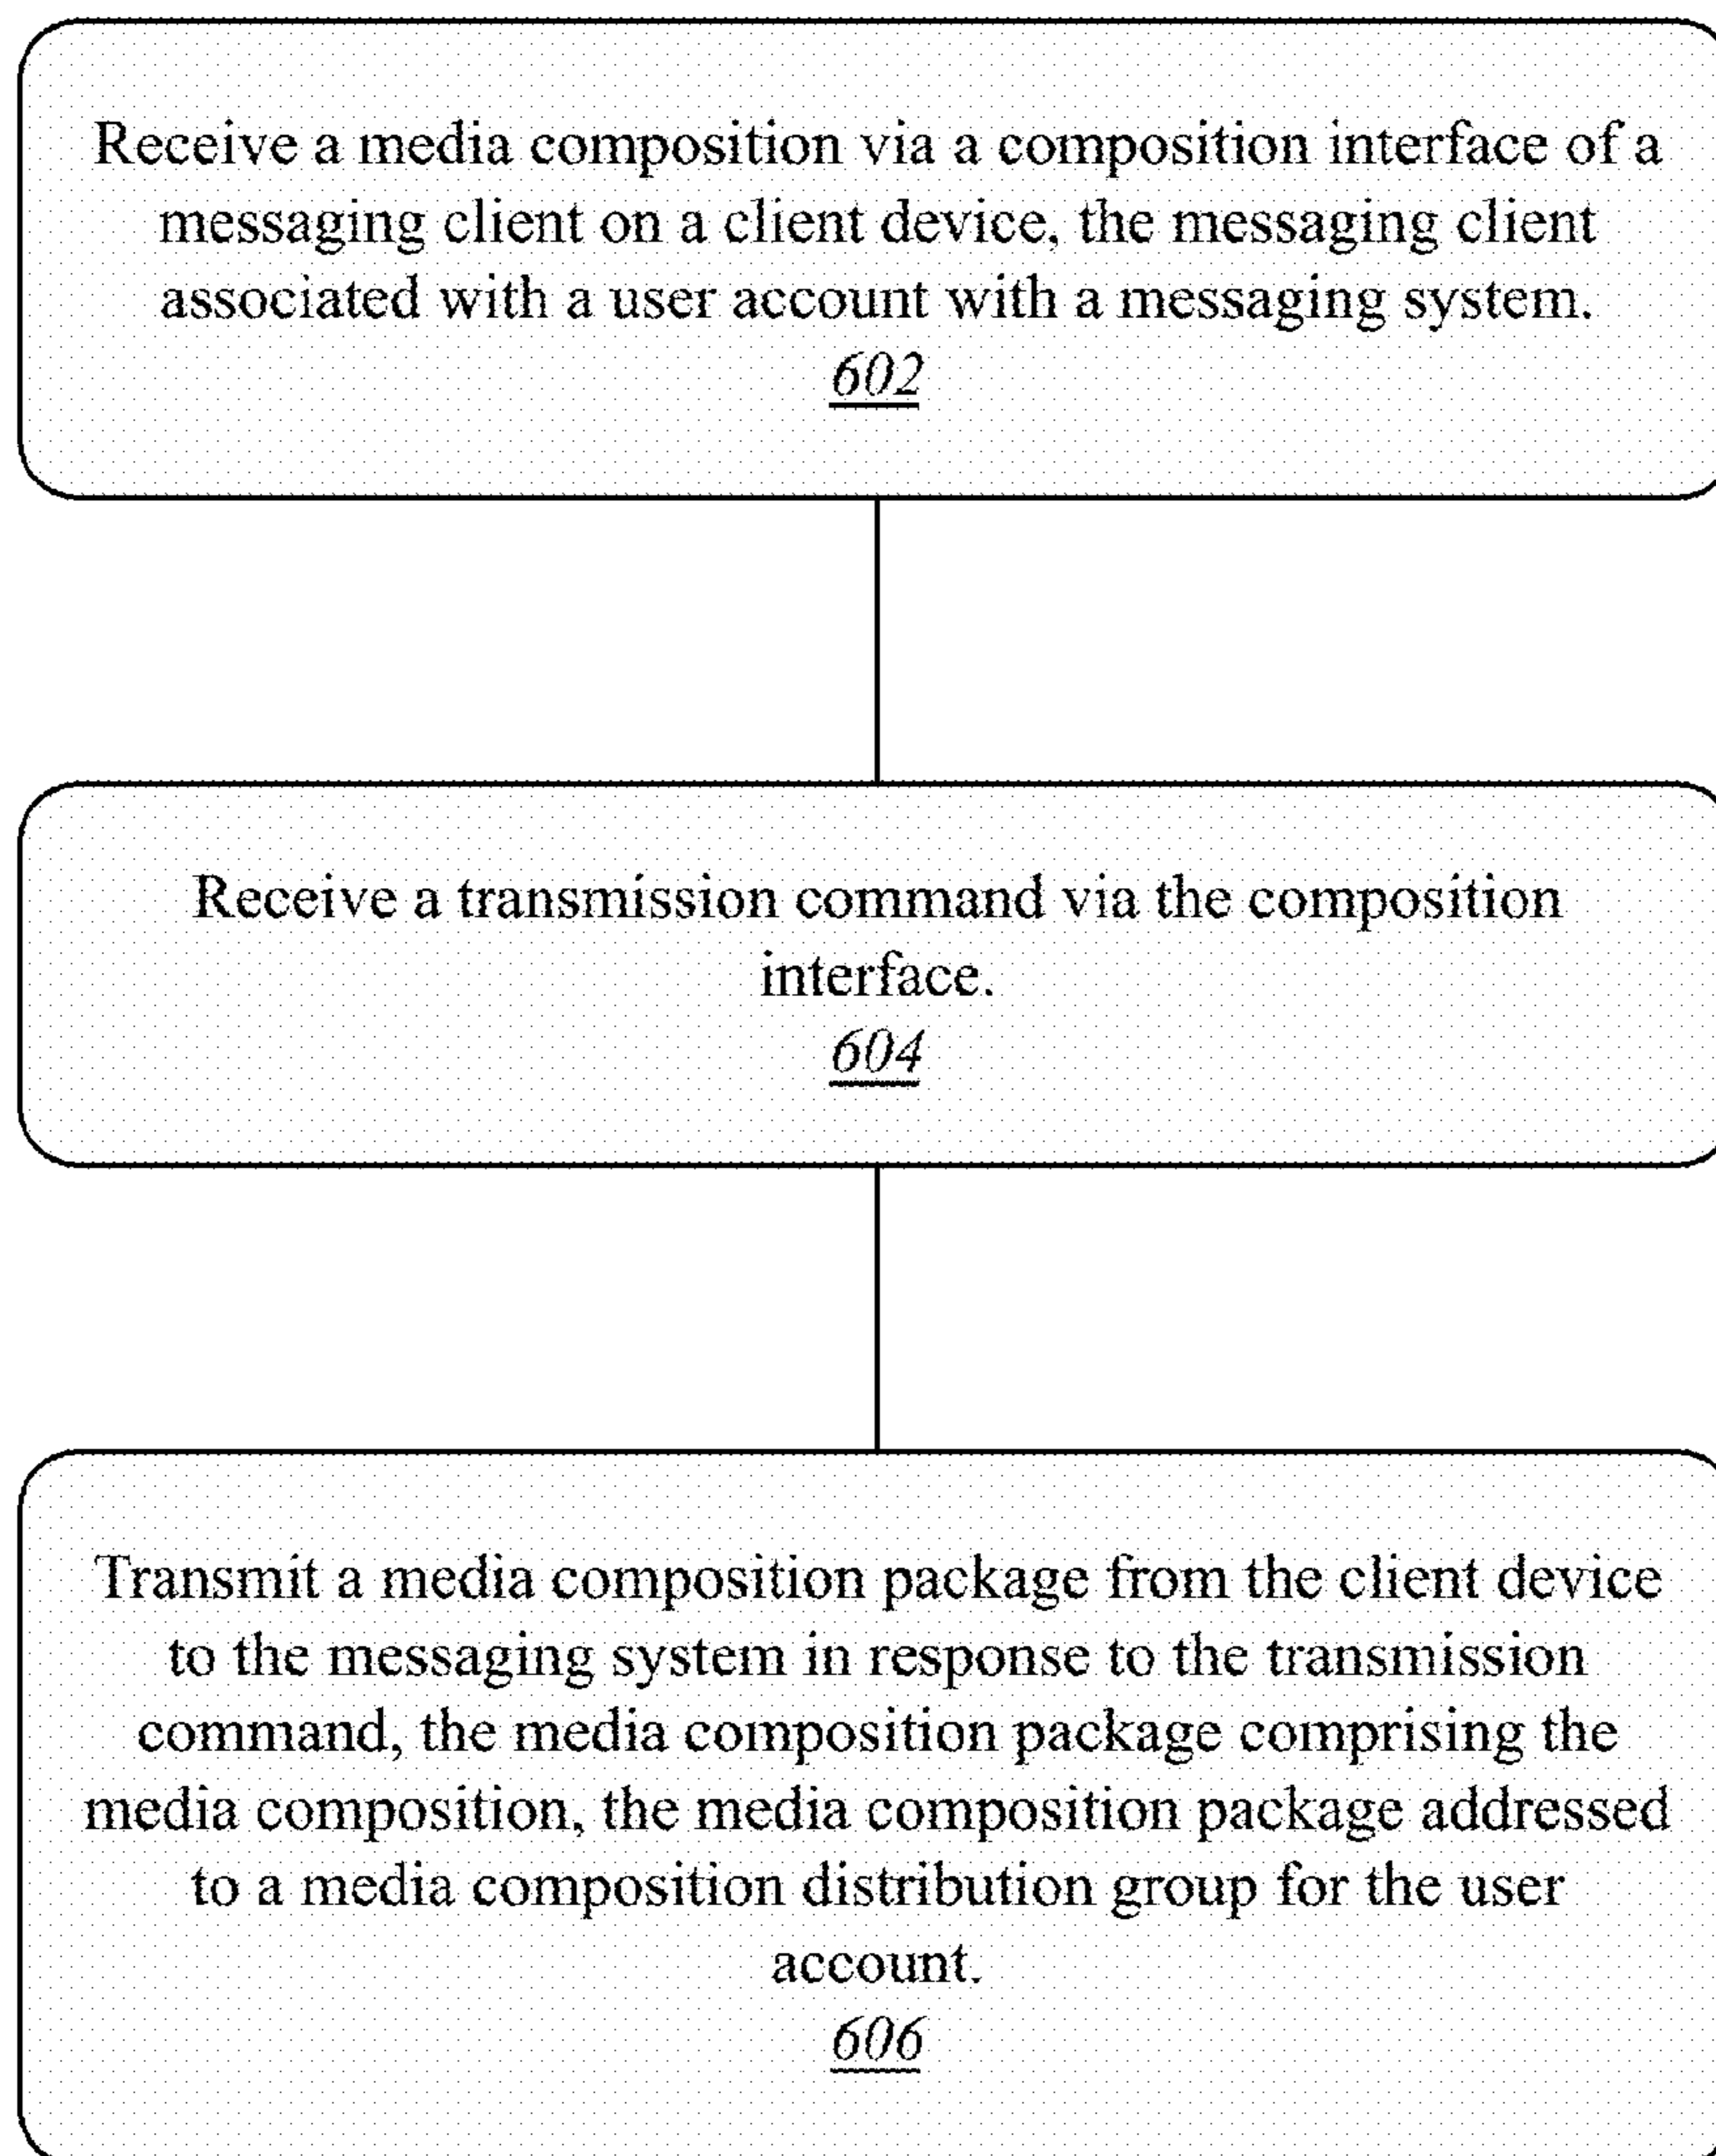 Receive a media composition via a composition interface of a
messaging client on a client device, the messaging client
associated with a user account with a messaging system.
602
Receive a transmission command via the composition
interface.
604
Transmit a media composition package from the client device
to the messaging system in response to the transmission
command, the media composition package comprising the
media composition, the media composition package addressed
to a media composition distribution group for the user
account.
606